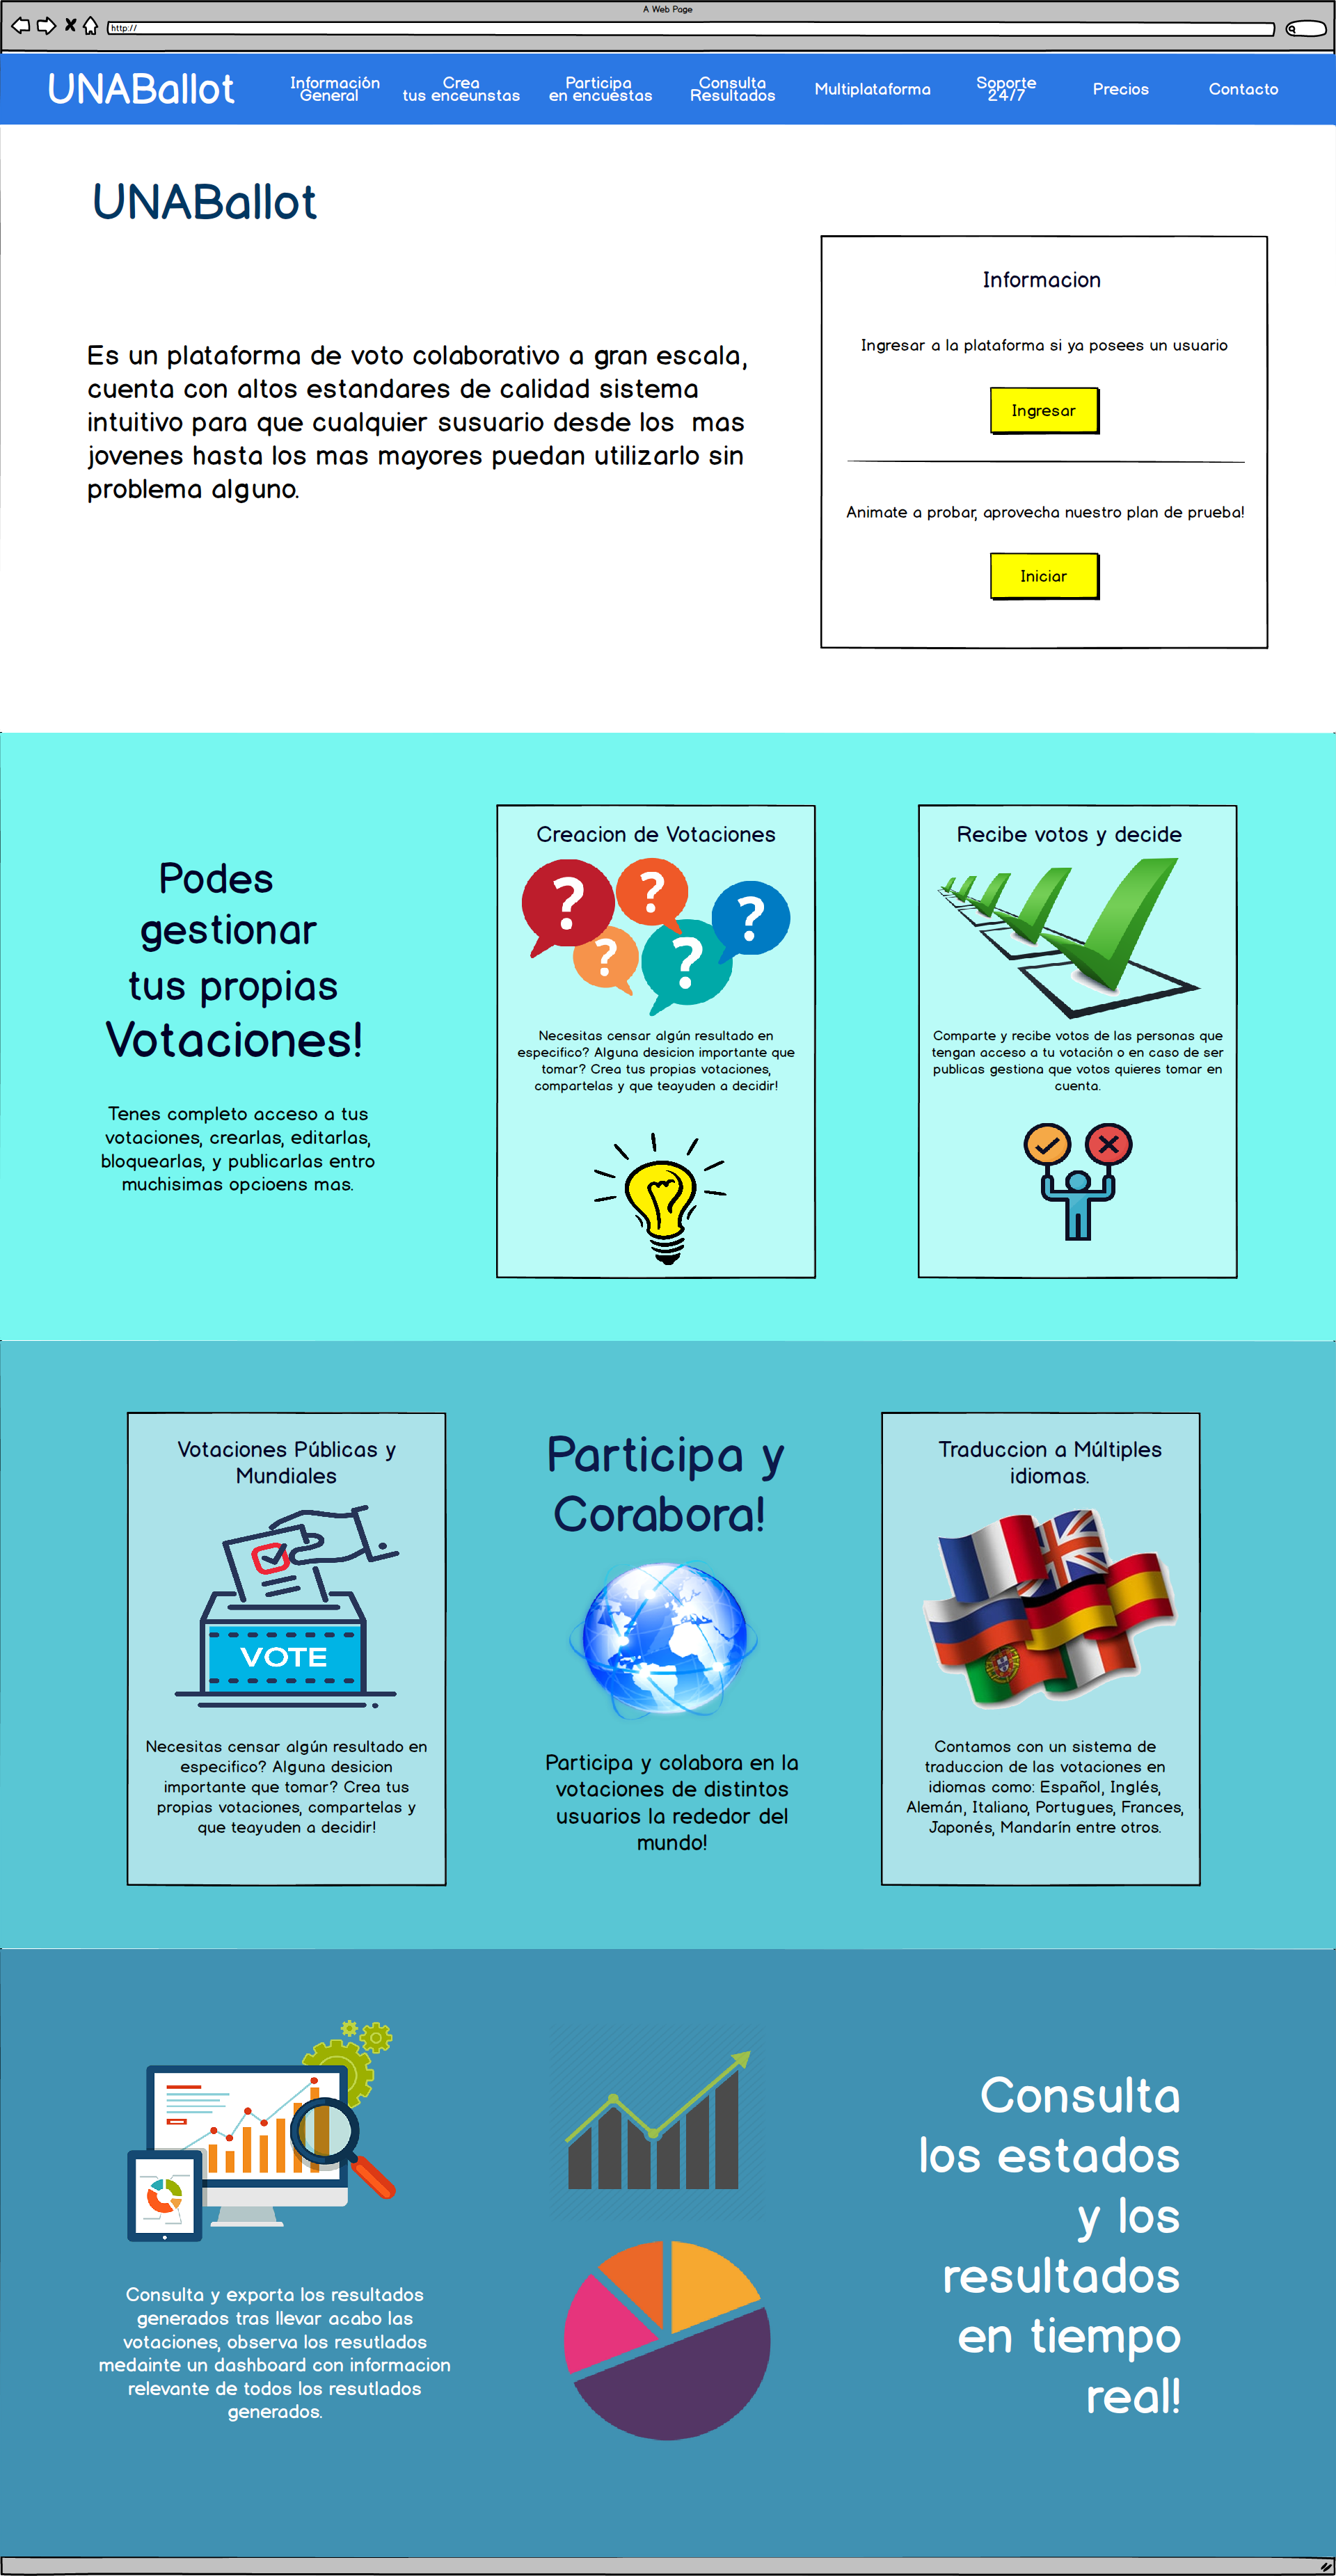 A Web Page
http://
UNABallot
Información
General
Crea
tus enceunstas
Participa
en encuestas
Consulta
Resultados
Multiplataforma
Soporte
24/7
Precios
Contacto
UNABallot
Es un plataforma de voto colaborativo a gran escala,
cuenta con altos estandares de calidad sistema
intuitivo para que cualquier susuario desde los mas
jovenes hasta los mas mayores puedan utilizarlo sin
problema alguno.
Informacion
Ingresar a la plataforma si ya posees un usuario
Ingresar
Animate a probar, aprovecha nuestro plan de prueba!
Iniciar
Podes
gestionar
tus propias
Votaciones!
Tenes completo acceso a tus
votaciones, crearlas, editarlas,
bloquearlas, y publicarlas entro
muchisimas opcioens mas.
Creacion de Votaciones
? ? ? ? ?
Necesitas censar algún resultado en
especifico? Alguna desicion importante que
tomar? Crea tus propias votaciones,
compartelas y que teayuden a decidir!
Recibe votos y decide
Comparte y recibe votos de las personas que
tengan acceso a tu votación o en caso de ser
publicas gestiona que votos quieres tomar en
cuenta.
Votaciones Públicas y
Mundiales
VOTE
Necesitas censar algún resultado en
especifico? Alguna desicion
importante que tomar? Crea tus
propias votaciones, compartelas y
que teayuden a decidir!
Participa y
Corabora!
Participa y colabora en la
votaciones de distintos
usuarios la rededor del
mundo!
Traduccion a Múltiples
idiomas.
Contamos con un sistema de
traduccion de las votaciones en
idiomas como: Español, Inglés,
Alemán, Italiano, Portugues, Frances,
Japonés, Mandarín entre otros.
Consulta y exporta los resultados
generados tras llevar acabo las
votaciones, observa los resutlados
medainte un dashboard con informacion
relevante de todos los resutlados
generados.
Consulta
los estados
y los
resultados
en tiempo
real!